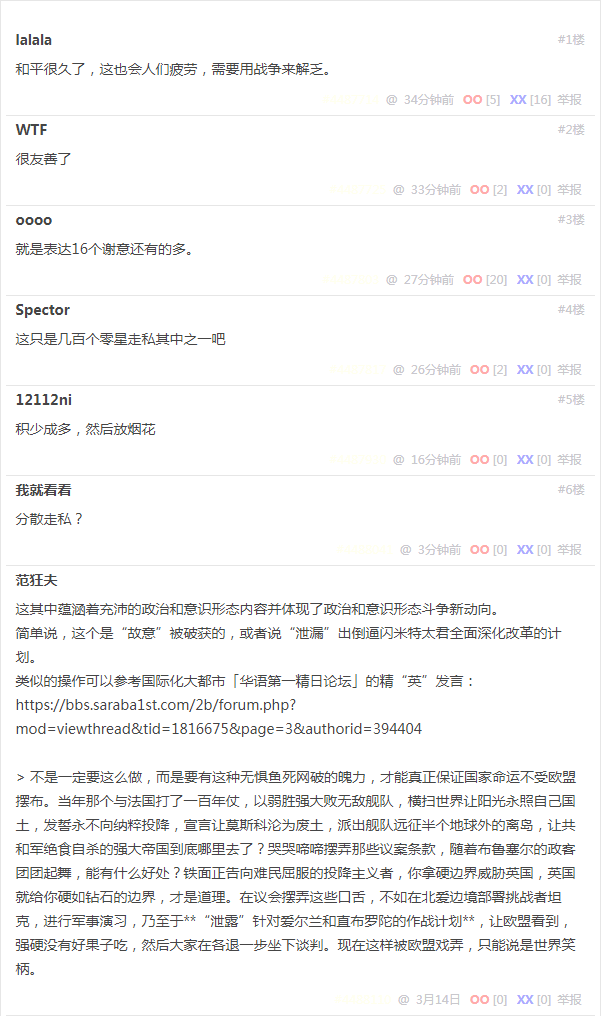 lalala #1楼
和平很久了，这也会人们疲劳，需要用战争来解乏。
@ 34分钟前 OO [5] XX [16] 举报
WTF #2楼
很友善了
@ 33分钟前 OO [2] XX [0] 举报
oooo #3楼
就是表达16个谢意还有的多。
@ 27分钟前 OO [20] XX [0] 举报
Spector #4楼
这只是几百个零星走私其中之一吧
@ 26分钟前 OO [2] XX [0] 举报
12112ni #5楼
积少成多，然后放烟花
@ 16分钟前 OO [0] XX [0] 举报
我就看看 #6楼
分散走私？
@ 3分钟前 OO [0] XX [0] 举报
范狂夫
这其中蕴涵着充沛的政治和意识形态内容并体现了政治和意识形态斗争新动向。
简单说，这个是“故意”被破获的，或者说“泄漏”出倒逼闪米特太君全面深化改革的计
划。
类似的操作可以参考国际化大都市「华语第一精日论坛」的精“英”发言：
https://bbs.saraba1st.com/2b/forum.php?
mod=viewthread&tid=1816675&page=3&authorid=394404
> 不是一定要这么做，而是要有这种无惧鱼死网破的魄力，才能真正保证国家命运不受欧盟
摆布。当年那个与法国打了一百年仗，以弱胜强大败无敌舰队，横扫世界让阳光永照自己国
土，发誓永不向纳粹投降，宣言让莫斯科沦为废土，派出舰队远征半个地球外的离岛，让共
和军绝食自杀的强大帝国到底哪里去了？哭哭啼啼摆弄那些议案条款，随着布鲁塞尔的政客
团团起舞，能有什么好处？铁面正告向难民屈服的投降主义者，你拿硬边界威胁英国，英国
就给你硬如钻石的边界，才是道理。在议会摆弄这些口舌，不如在北爱边境部署挑战者坦
克，进行军事演习，乃至于**“泄露”针对爱尔兰和直布罗陀的作战计划**，让欧盟看到，
强硬没有好果子吃，然后大家在各退一步坐下谈判。现在这样被欧盟戏弄，只能说是世界笑
柄。
@ 3月14日 OO [0] XX [0] 举报